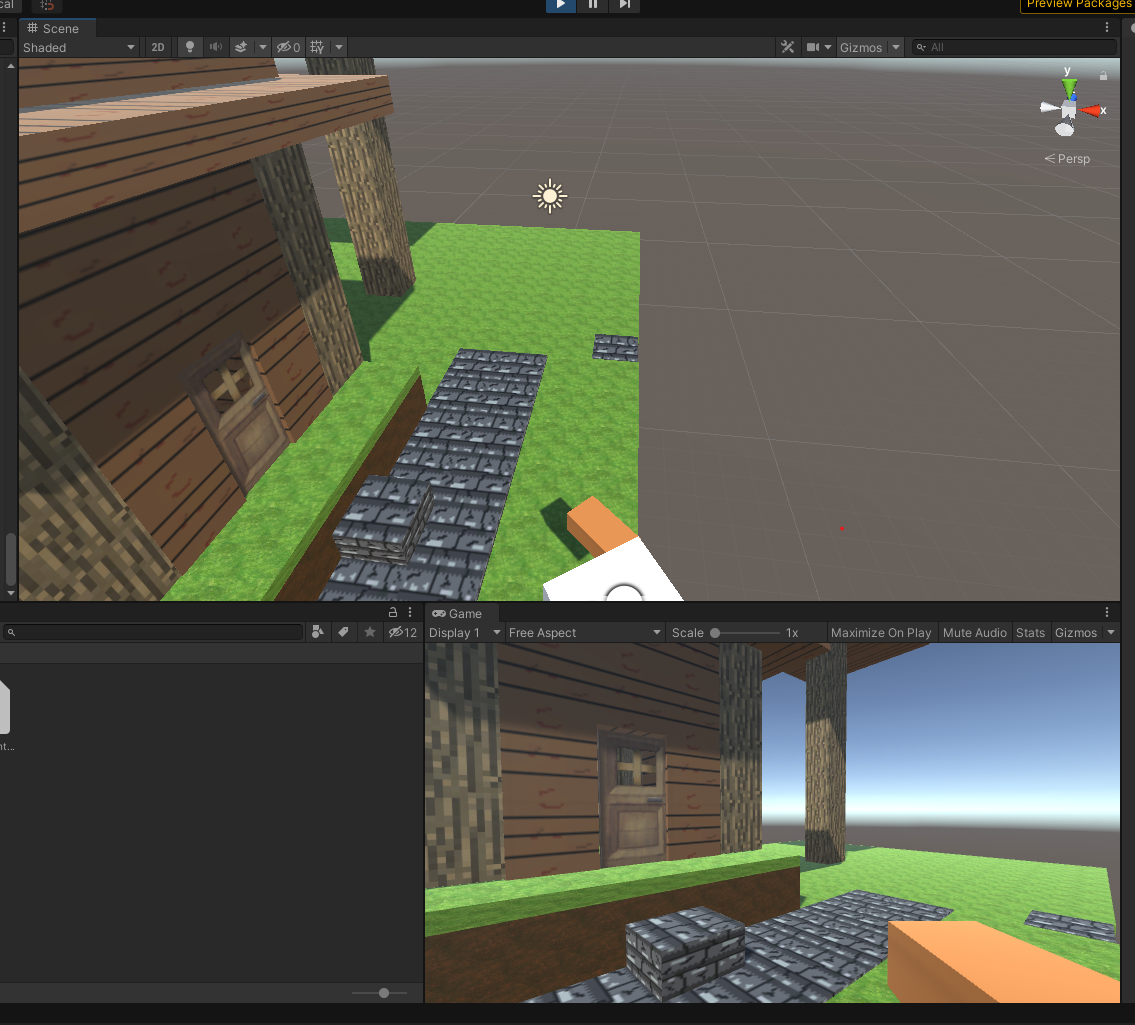 cal
Preview Packages
Scene
Shaded
2D
0
Gizmos
All
y
x
Persp
Game
12
Display 1
Free Aspect
Scale
1x
Maximize On Play
Mute Audio
Stats
Gizmos
nt...